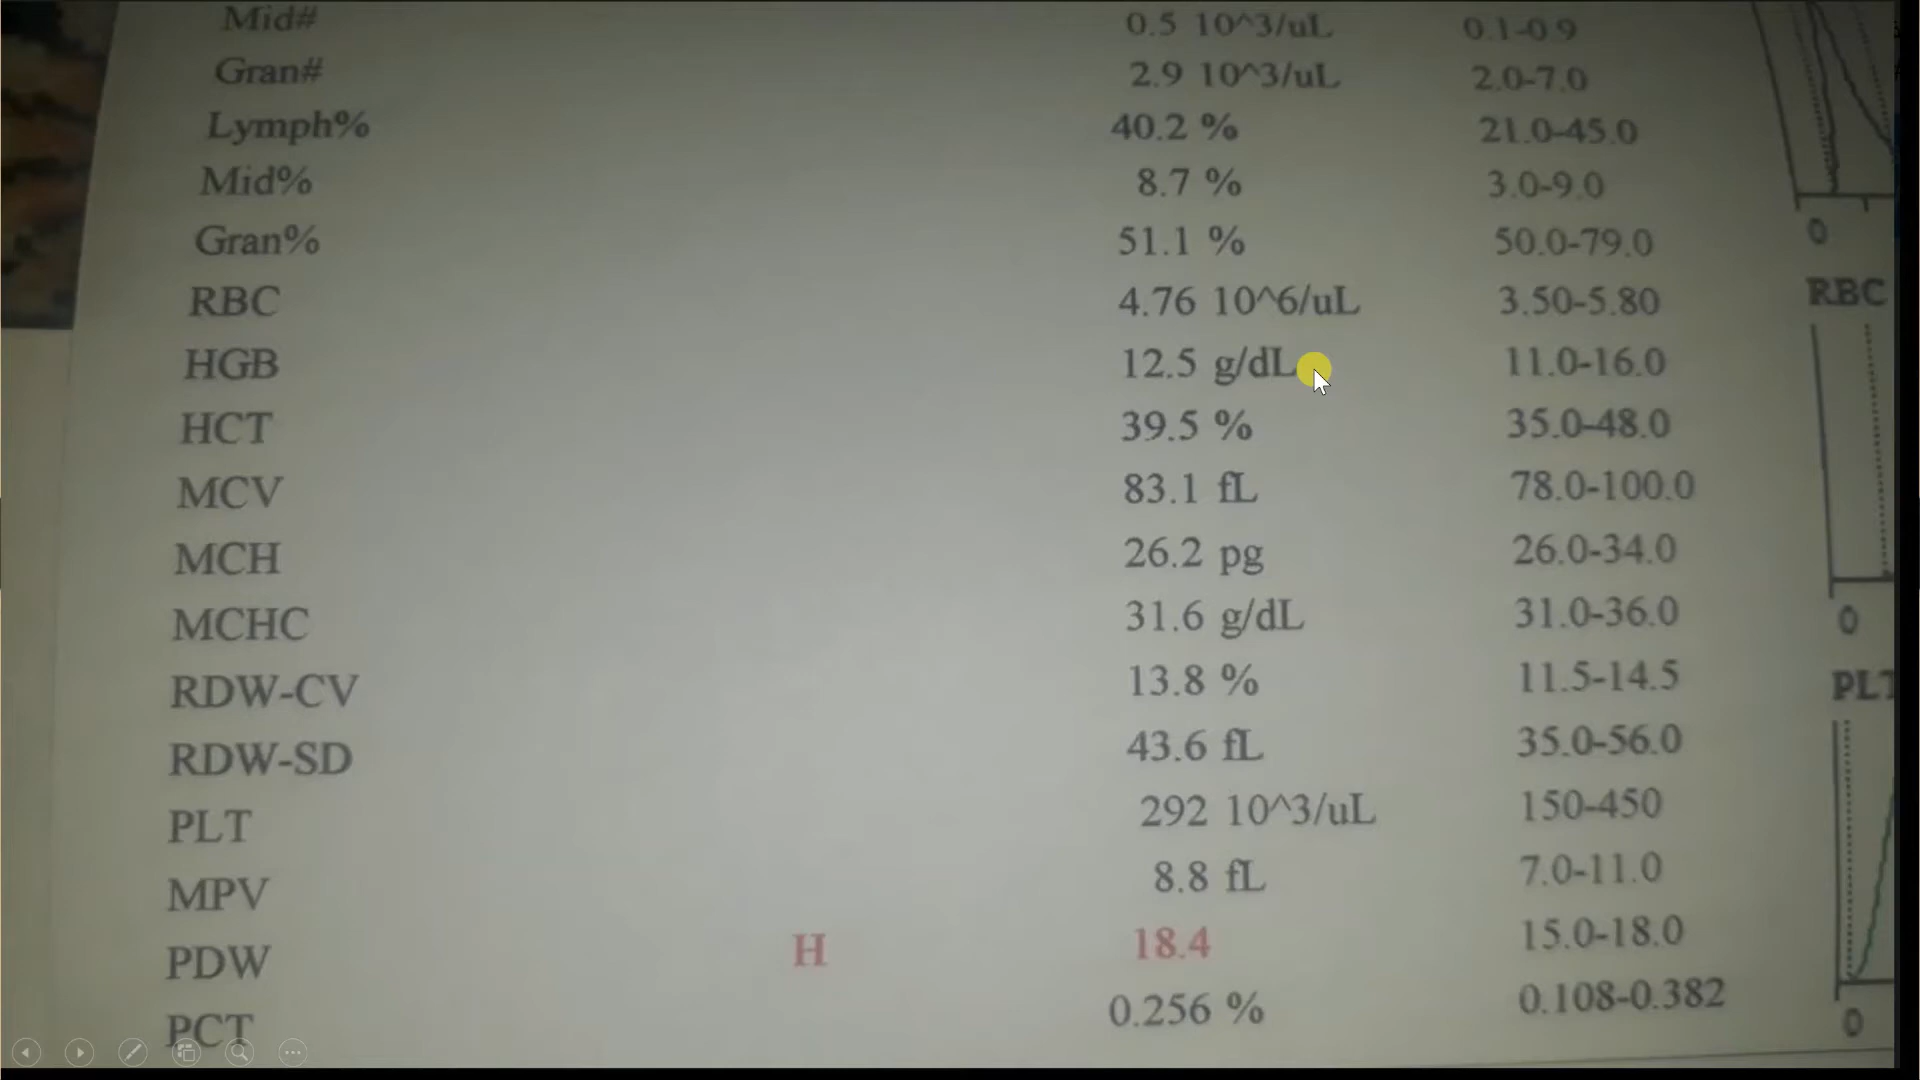 Mid# 0.5 10^3/uL 0.1-0.9
Gran# 2.9 10^3/uL 2.0-7.0
Lymph% 40.2 % 21.0-45.0
Mid% 8.7 % 3.0-9.0
Gran% 51.1 % 50.0-79.0
RBC 4.76 10^6/uL 3.50-5.80
HGB 12.5 g/dL 11.0-16.0
HCT 39.5 % 35.0-48.0
MCV 83.1 fL 78.0-100.0
MCH 26.2 pg 26.0-34.0
MCHC 31.6 g/dL 31.0-36.0
RDW-CV 13.8 % 11.5-14.5
RDW-SD 43.6 fL 35.0-56.0
PLT 292 10^3/uL 150-450
MPV 8.8 fL 7.0-11.0
PDW H 18.4 15.0-18.0
PCT 0.256 % 0.108-0.382
0
RBC
0
PLT
0